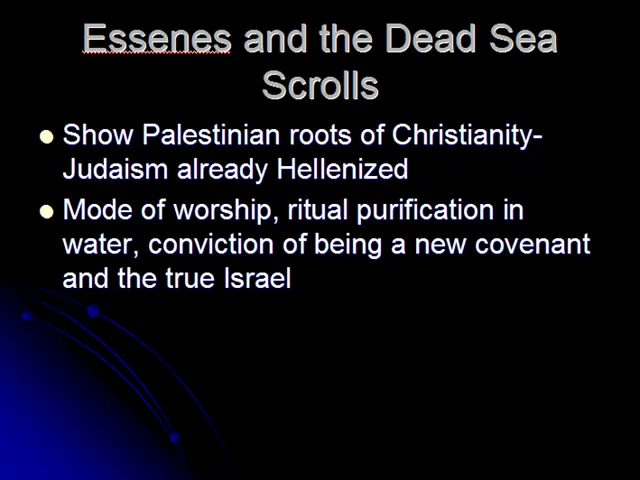 Essenes and the Dead Sea
Scrolls
Show Palestinian roots of Christianity-
Judaism already Hellenized
Mode of worship, ritual purification in
water, conviction of being a new covenant
and the true Israel